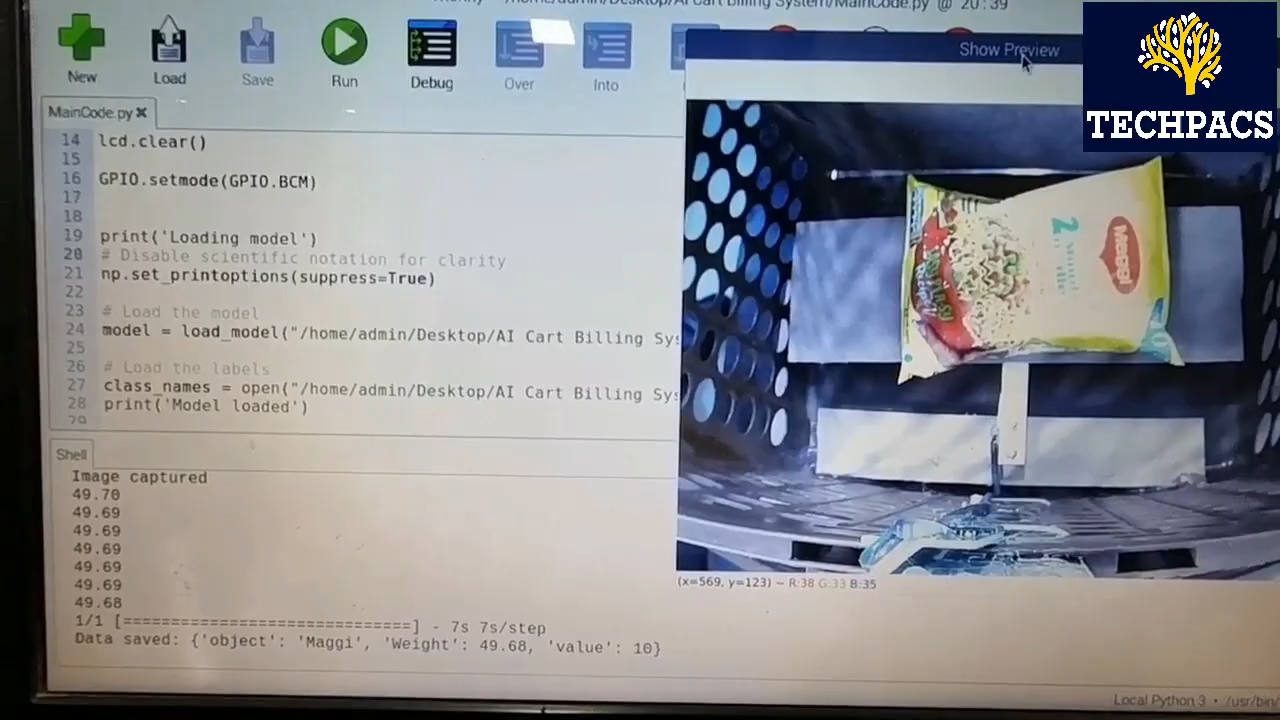 /home/admin/Desktop/AI Cart Billing System/MainCode.py @ 20:39
New
Load
Save
Run
Debug
Over
Into
Show Preview
TECHPACS
MainCode.py
14 lcd.clear()
15
16 GPIO.setmode(GPIO.BCM)
17
18
19 print('Loading model')
20 # Disable scientific notation for clarity
21 np.set_printoptions(suppress=True)
22
23 # Load the model
24 model = load_model("/home/admin/Desktop/AI Cart Billing Sys
25
26 # Load the labels
27 class_names = open("/home/admin/Desktop/AI Cart Billing Sys
28 print('Model loaded')
29
Maggi
2
Shell
Image captured
49.70
49.69
49.69
49.69
49.69
49.69
49.68
1/1 [==============================] - 7s 7s/step
Data saved: {'object': 'Maggi', 'Weight': 49.68, 'value': 10}
(x=569, y=123) ~ R:38 G:33 B:35
Local Python 3 • /usr/bin/